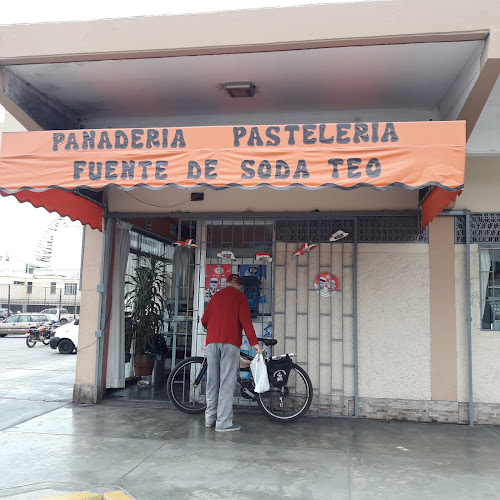 PANADERIA PASTELERIA
FUENTE DE SODA TEO